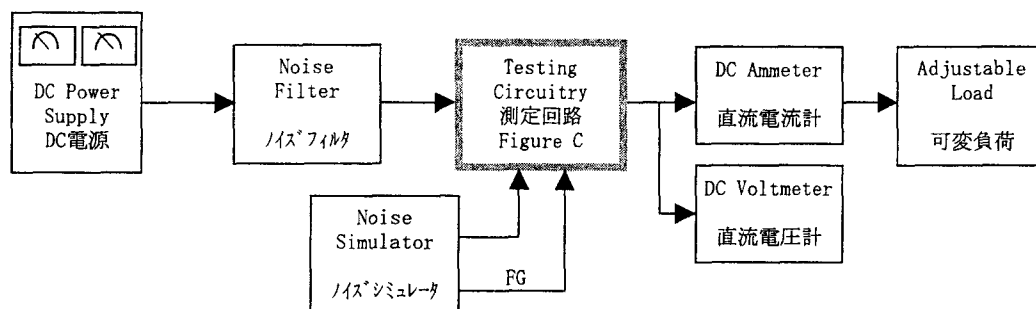 DC Power
Supply
DC電源
Noise
Filter
ﾉｲｽﾞﾌｨﾙﾀ
Testing
Circuitry
測定回路
Figure C
DC Ammeter
直流電流計
Adjustable
Load
可変負荷
DC Voltmeter
直流電圧計
Noise
Simulator
ﾉｲｽﾞｼﾐｭﾚｰﾀ
FG